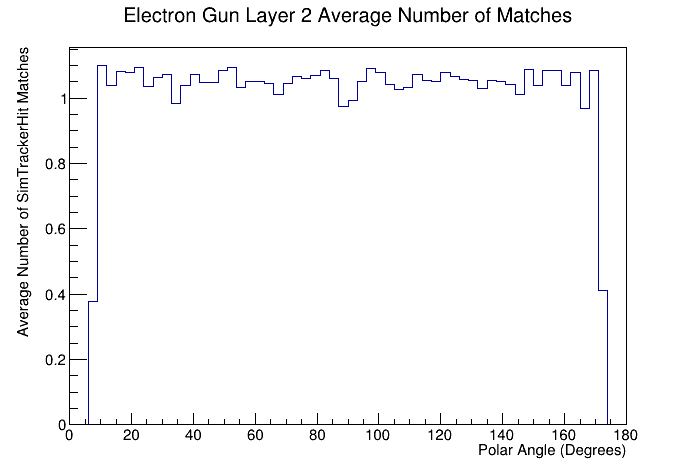 Electron Gun Layer 2 Average Number of Matches
Average Number of SimTrackerHit Matches
1
0.8
0.6
0.4
0.2
0
0 20 40 60 80 100 120 140 160 180
Polar Angle (Degrees)